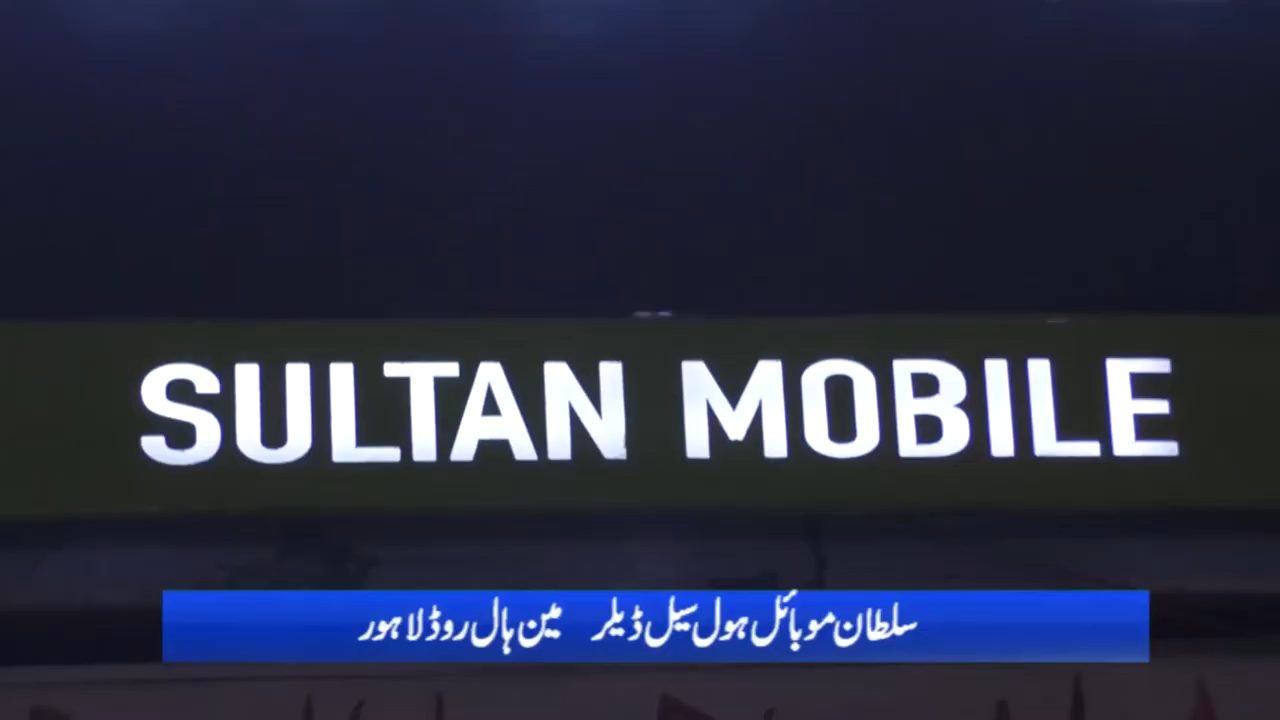 SULTAN MOBILE
سلطان موبائل ہول سیل ڈیلر مین ہال روڈ لاہور